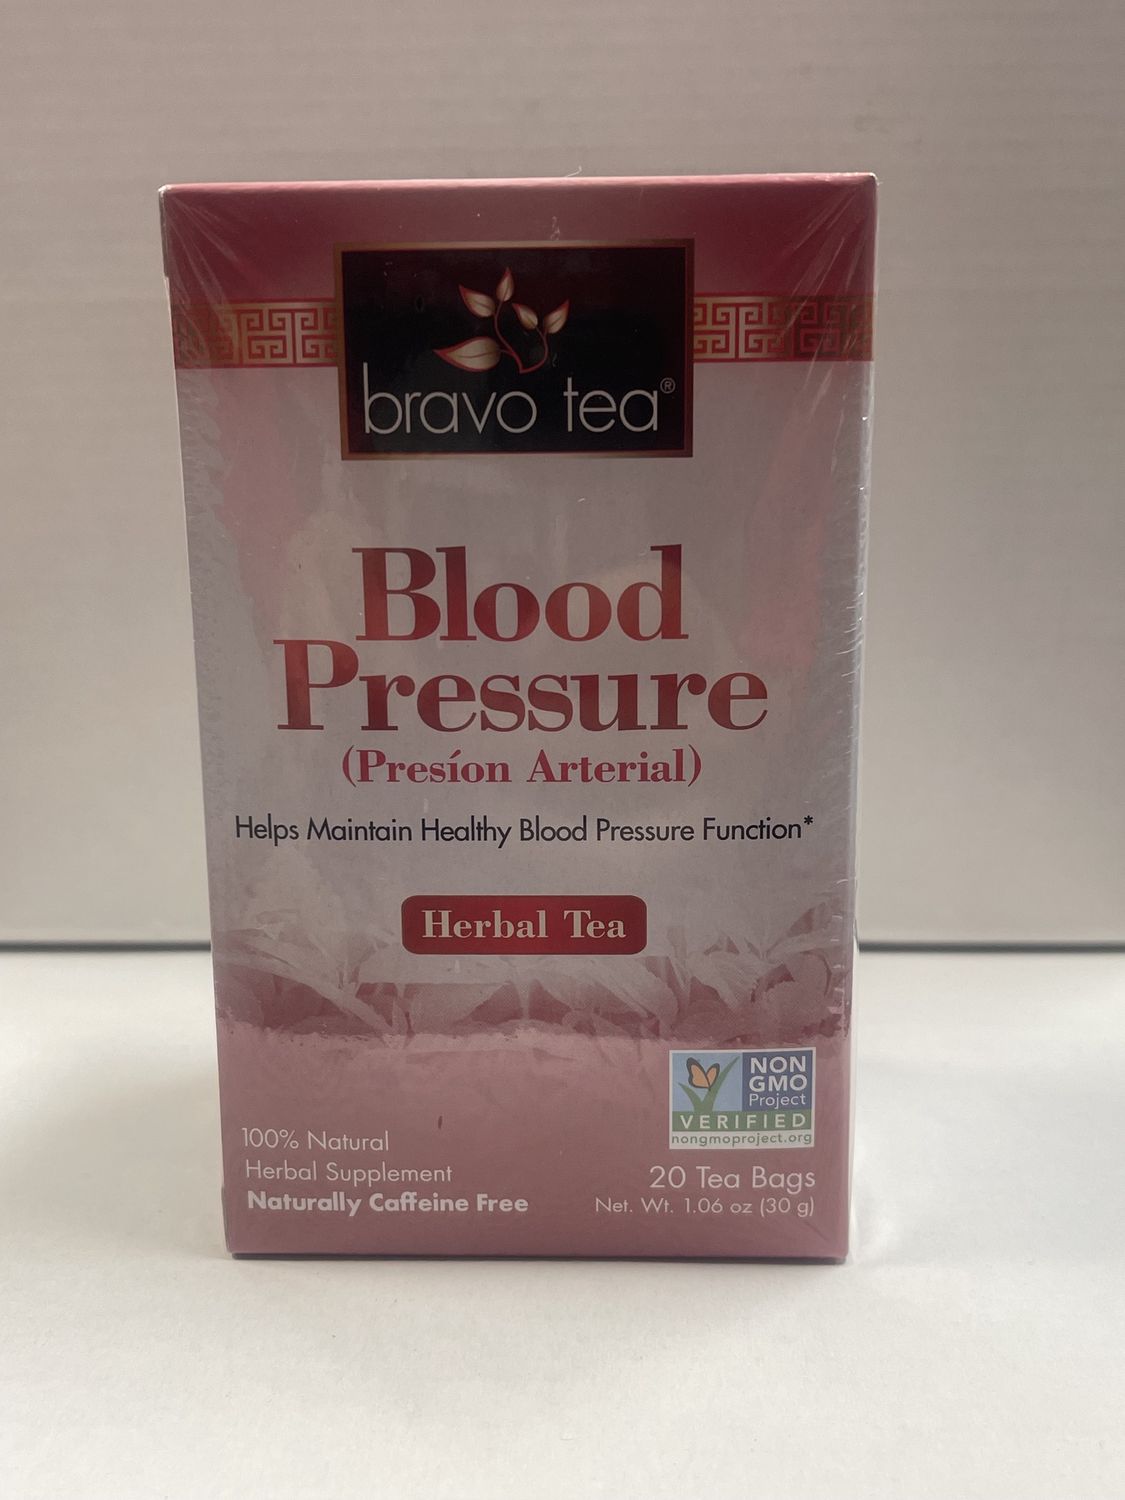 bravo tea®
Blood
Pressure
(Presíon Arterial)
Helps Maintain Healthy Blood Pressure Function*
Herbal Tea
NON
GMO
Project
VERIFIED
nongmoproject.org
100% Natural
Herbal Supplement
Naturally Caffeine Free
20 Tea Bags
Net. Wt. 1.06 oz (30 g)